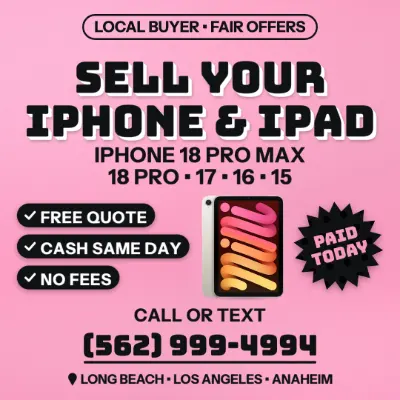 LOCAL BUYER • FAIR OFFERS
SELL YOUR
IPHONE & IPAD
IPHONE 18 PRO MAX
18 PRO • 17 • 16 • 15
FREE QUOTE
CASH SAME DAY
NO FEES
PAID
TODAY
CALL OR TEXT
(562) 999-4994
LONG BEACH • LOS ANGELES • ANAHEIM